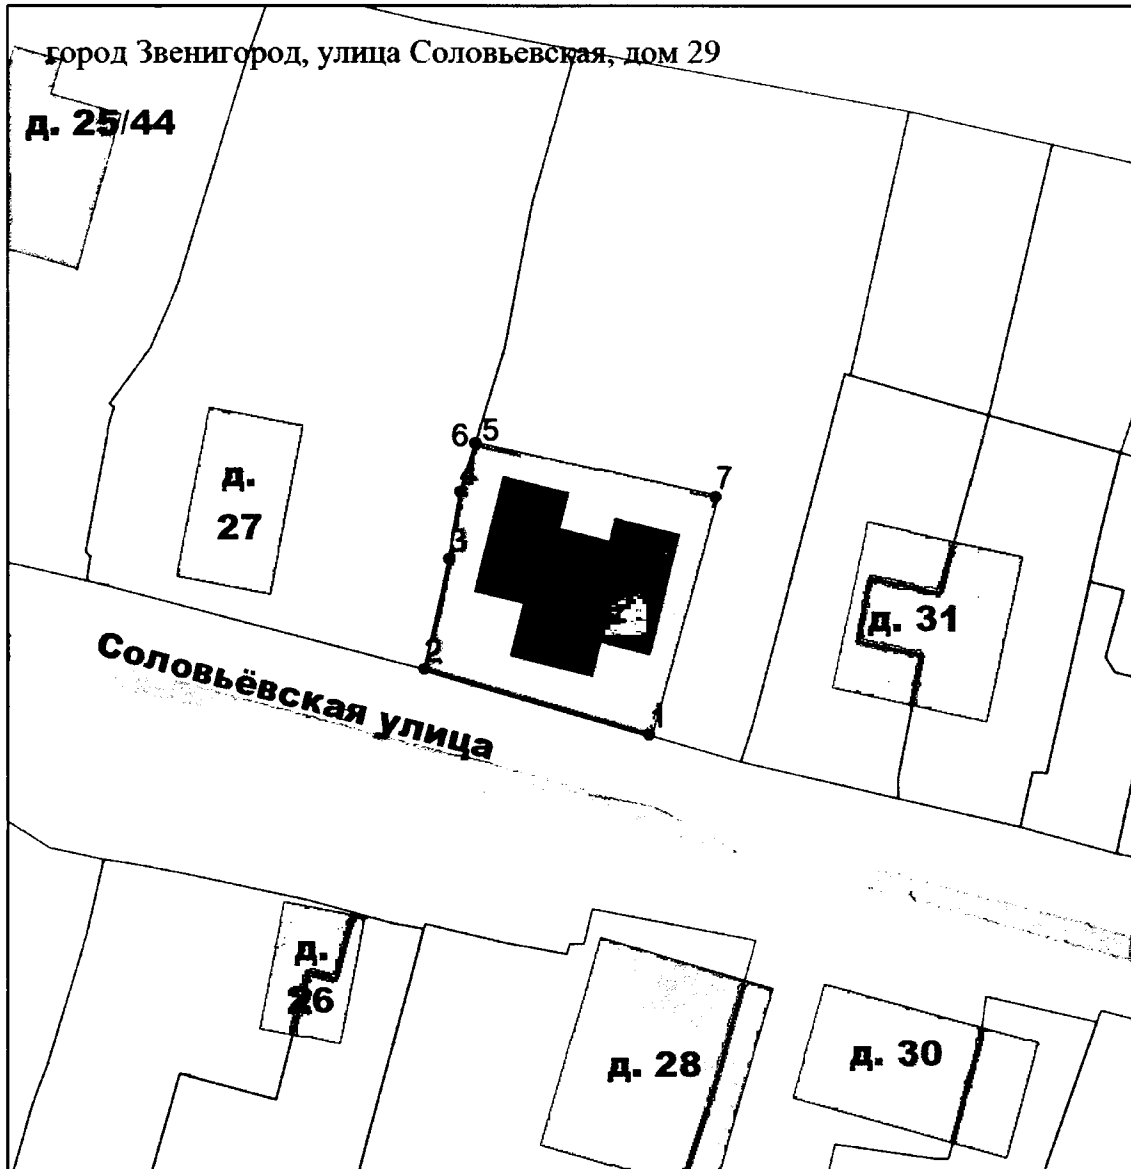 город Звенигород, улица Соловьевская, дом 29
д. 25/44
6 5
7
4
д.
27
3
д. 31
2
Соловьёвская улица
1
д.
26
д. 28
д. 30